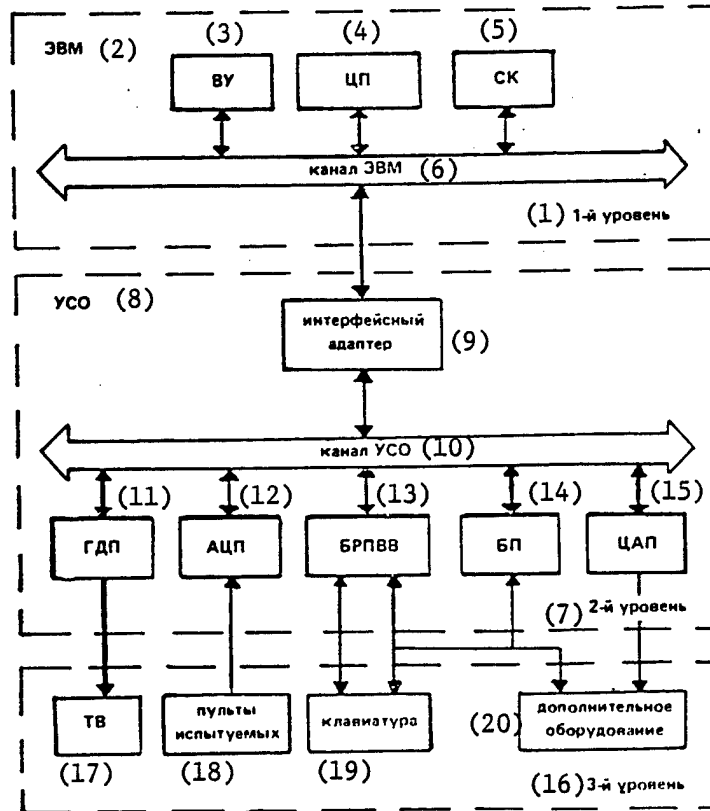 ЭВМ (2)
(3) (4) (5)
ВУ ЦП СК
канал ЭВМ (6)
(1) 1-й уровень
УСО (8)
интерфейсный
адаптер
(9)
канал УСО (10)
(11) (12) (13) (14) (15)
ГДП АЦП БРПВВ БП ЦАП
(7) 2-й уровень
ТВ
пульты
испытуемых
клавиатура
(20)
дополнительное
оборудование
(17) (18) (19)
(16) 3-й уровень